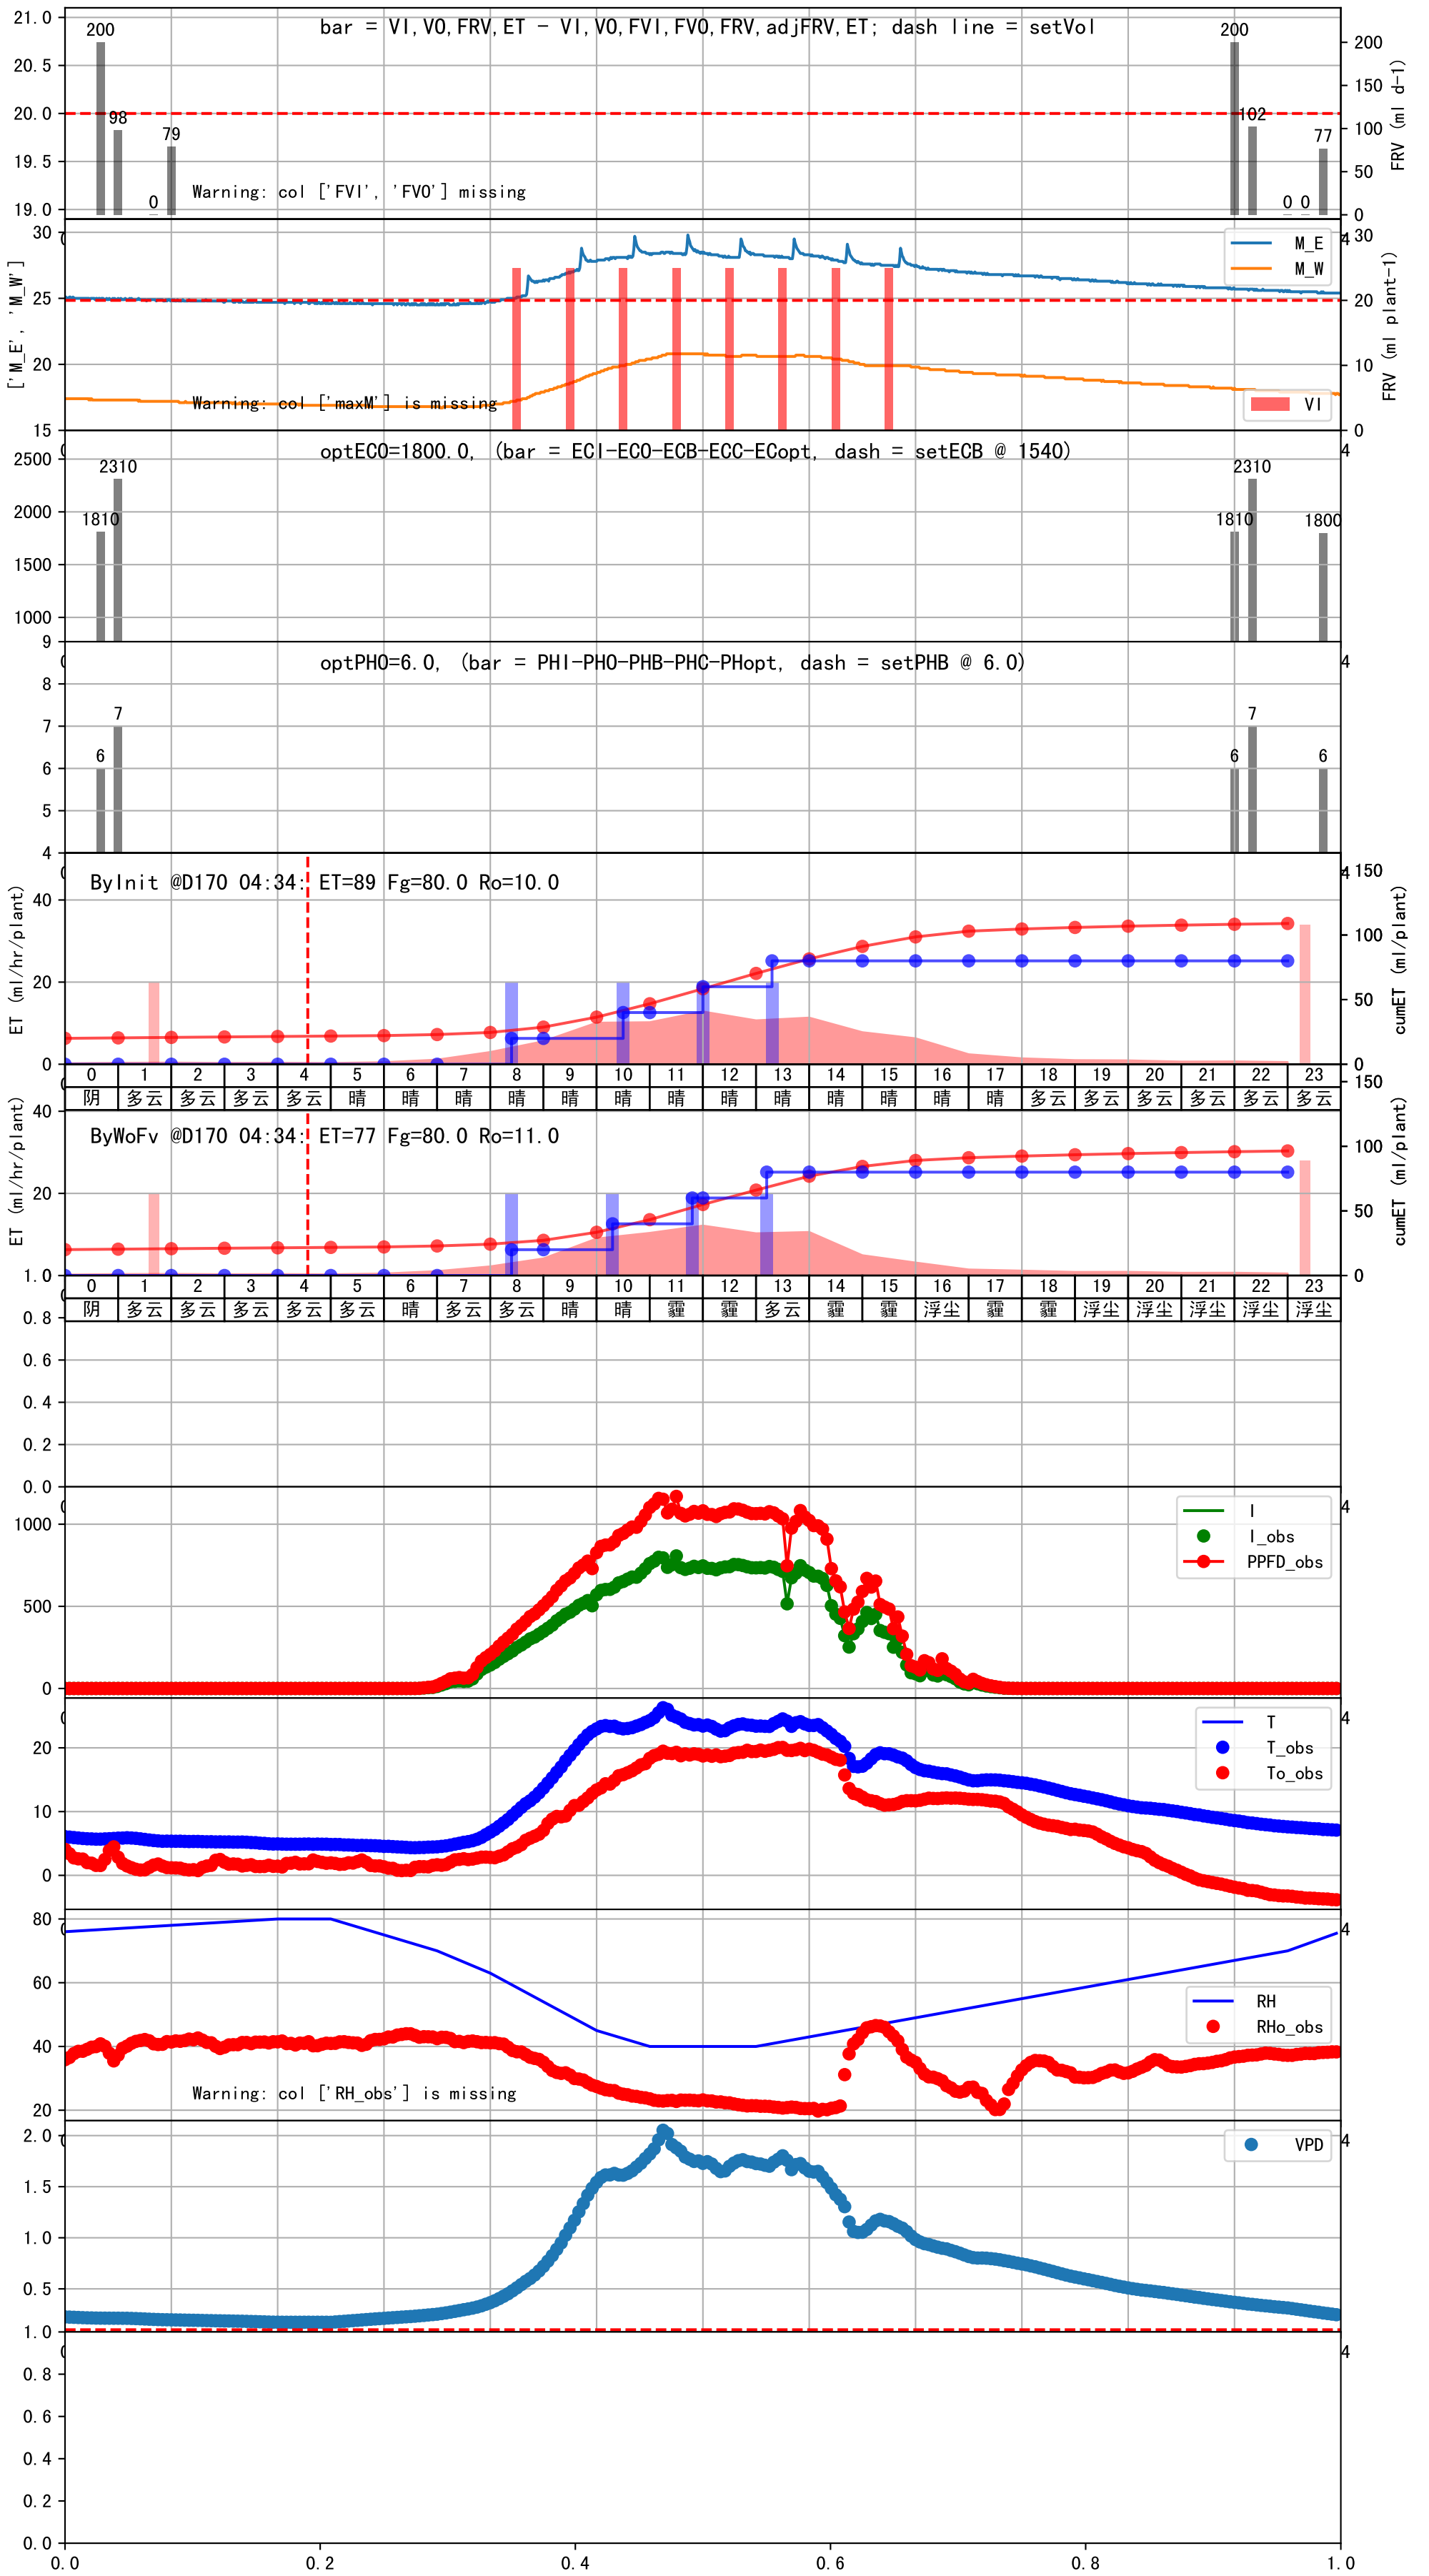 bar = VI,VO,FRV,ET - VI,VO,FVI,FVO,FRV,adjFRV,ET; dash line = setVol
21.0
20.5
20.0
19.5
19.0
200
98
0
79
200
102
0
0
77
200
150
100
50
0
FRV (ml d-1)
Warning: col ['FVI', 'FVO'] missing
['M_E', 'M_W']
30
25
20
15
M_E
M_W
VI
4
30
20
10
0
FRV (ml plant-1)
Warning: col ['maxM'] is missing
optECO=1800.0, (bar = ECI-ECO-ECB-ECC-ECopt, dash = setECB @ 1540)
2500
2000
1500
1000
1810
2310
1810
2310
1800
4
optPHO=6.0, (bar = PHI-PHO-PHB-PHC-PHopt, dash = setPHB @ 6.0)
9
8
7
6
5
4
6
7
6
7
6
4
ByInit @D170 04:34: ET=89 Fg=80.0 Ro=10.0
ET (ml/hr/plant)
40
20
0
4
150
100
50
0
cumET (ml/plant)
0 1 2 3 4 5 6 7 8 9 10 11 12 13 14 15 16 17 18 19 20 21 22 23
阴 多云 多云 多云 多云 晴 晴 晴 晴 晴 晴 晴 晴 晴 晴 晴 晴 晴 多云 多云 多云 多云 多云 多云
ByWoFv @D170 04:34: ET=77 Fg=80.0 Ro=11.0
ET (ml/hr/plant)
40
20
1.0
150
100
50
0
cumET (ml/plant)
0 1 2 3 4 5 6 7 8 9 10 11 12 13 14 15 16 17 18 19 20 21 22 23
阴 多云 多云 多云 多云 多云 晴 多云 多云 晴 晴 霾 霾 多云 霾 霾 浮尘 霾 霾 浮尘 浮尘 浮尘 浮尘 浮尘
0.8
0.6
0.4
0.2
0.0
1000
500
0
I
I_obs
PPFD_obs
4
20
10
0
T
T_obs
To_obs
4
80
60
40
20
RH
RHo_obs
4
Warning: col ['RH_obs'] is missing
2.0
1.5
1.0
0.5
VPD
4
1.0
0.8
0.6
0.4
0.2
0.0
4
0.0 0.2 0.4 0.6 0.8 1.0